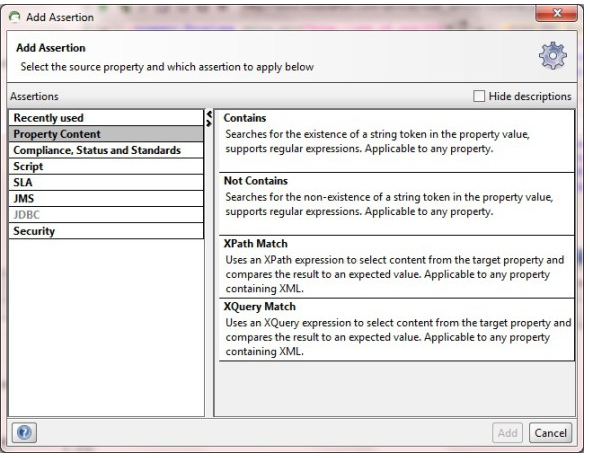 Add Assertion
Add Assertion
Select the source property and which assertion to apply below
Assertions
Hide descriptions
Recently used
Property Content
Compliance, Status and Standards
Script
SLA
JMS
JDBC
Security
Contains
Searches for the existence of a string token in the property value,
supports regular expressions. Applicable to any property.
Not Contains
Searches for the non-existence of a string token in the property value,
supports regular expressions. Applicable to any property.
XPath Match
Uses an XPath expression to select content from the target property and
compares the result to an expected value. Applicable to any property
containing XML.
XQuery Match
Uses an XQuery expression to select content from the target property and
compares the result to an expected value. Applicable to any property
containing XML.
Add
Cancel